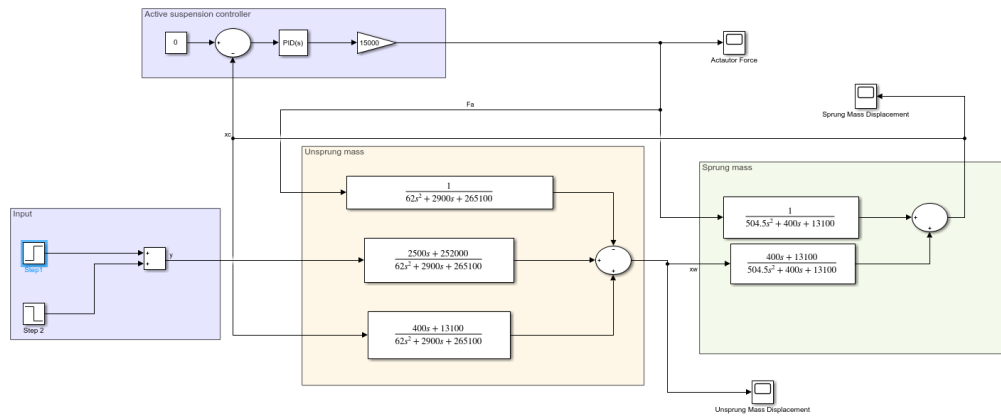 Active suspension controller
0
+
-
PID(s)
15000
Actautor Force
Fa
Sprung Mass Displacement
xc
Unsprung mass
Sprung mass
1
62s² + 2900s + 265100
-
1
504.5s² + 400s + 13100
+
+
Input
Step1
+
+
y
2500s + 252000
62s² + 2900s + 265100
+
+
xw
400s + 13100
504.5s² + 400s + 13100
Step 2
400s + 13100
62s² + 2900s + 265100
Unsprung Mass Displacement